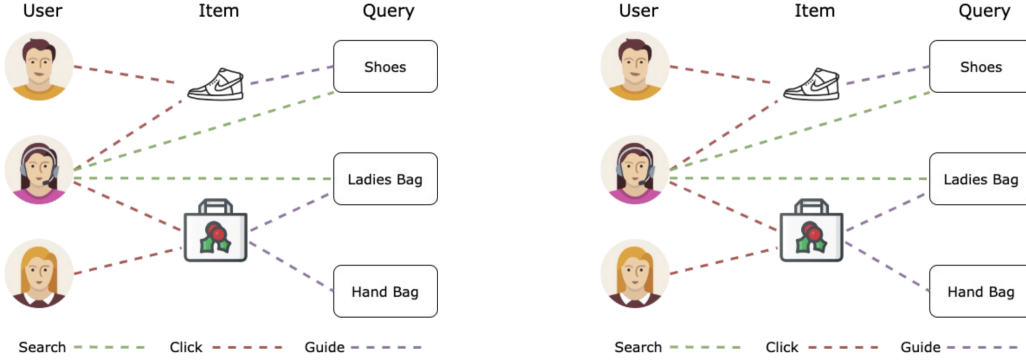 User Item Query User Item Query
Shoes Shoes
Ladies Bag Ladies Bag
Hand Bag Hand Bag
Search Click Guide Search Click Guide